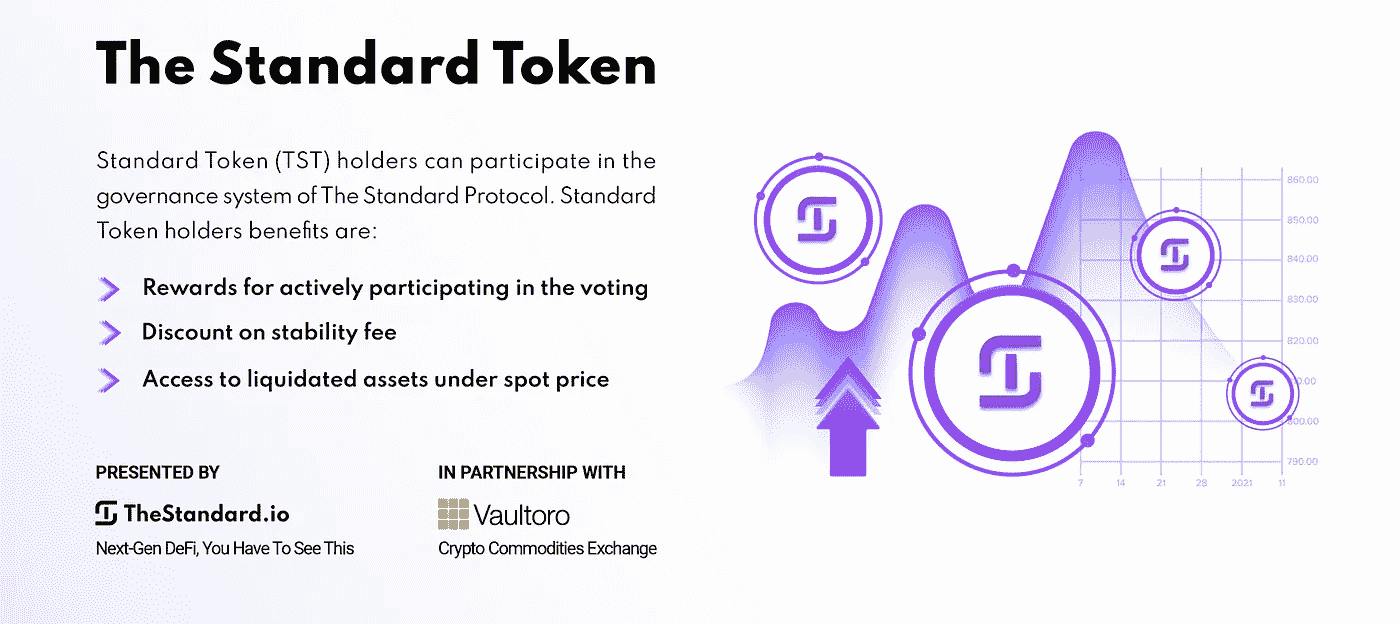 The Standard Token
Standard Token (TST) holders can participate in the
governance system of The Standard Protocol. Standard
Token holders benefits are:
Rewards for actively participating in the voting
Discount on stability fee
Access to liquidated assets under spot price
PRESENTED BY
TheStandard.io
Next-Gen DeFi, You Have To See This
IN PARTNERSHIP WITH
Vaultoro
Crypto Commodities Exchange
860.00
850.00
840.00
830.00
820.00
790.00
7 14 21 28 2021 11